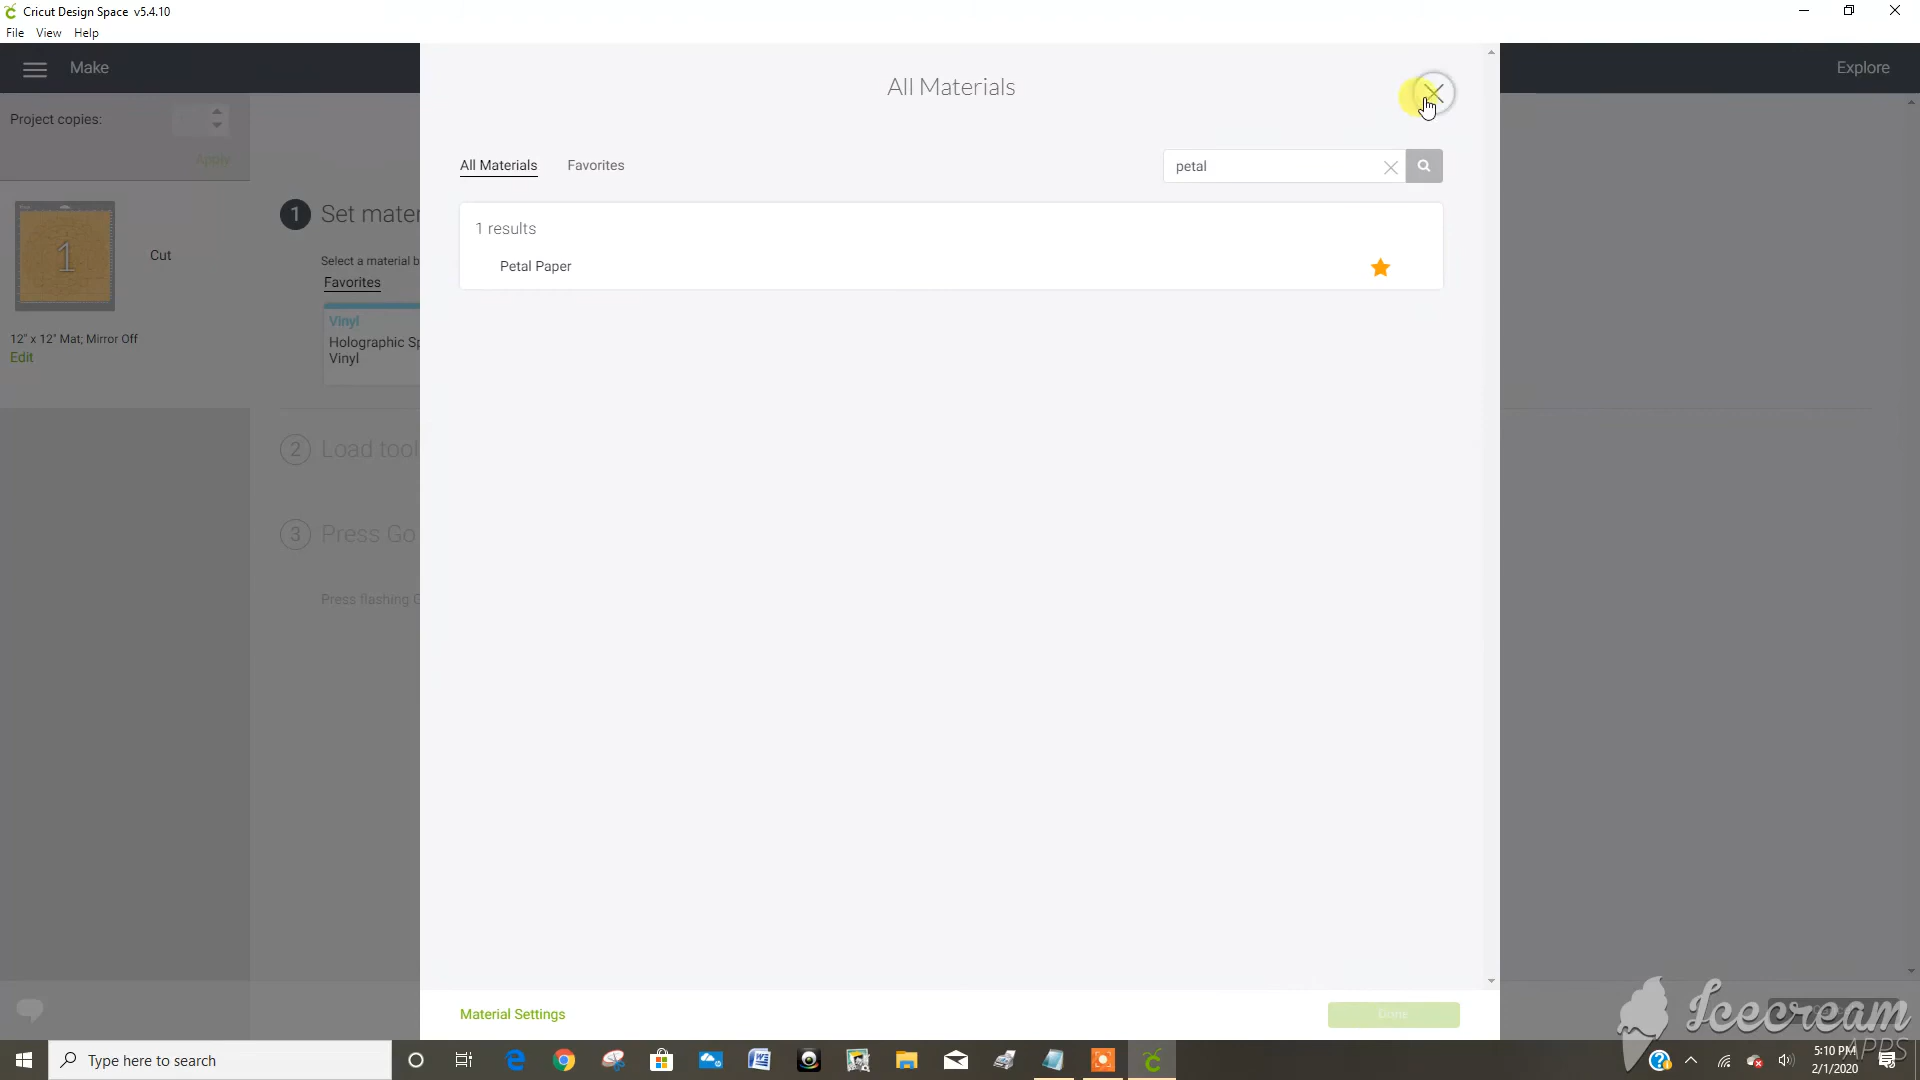 Cricut Design Space v5.4.10
File View Help
Make
Explore
Project copies:
Apply
1
Cut
12" x 12" Mat; Mirror Off
Edit
1 Set mater
Select a material b
Favorites
Vinyl
Holographic Sp
Vinyl
2 Load tool
3 Press Go
Press flashing G
All Materials
All Materials Favorites
petal
1 results
Petal Paper
Material Settings
Done
Icecream
APPS
Type here to search
5:10 PM
2/1/2020